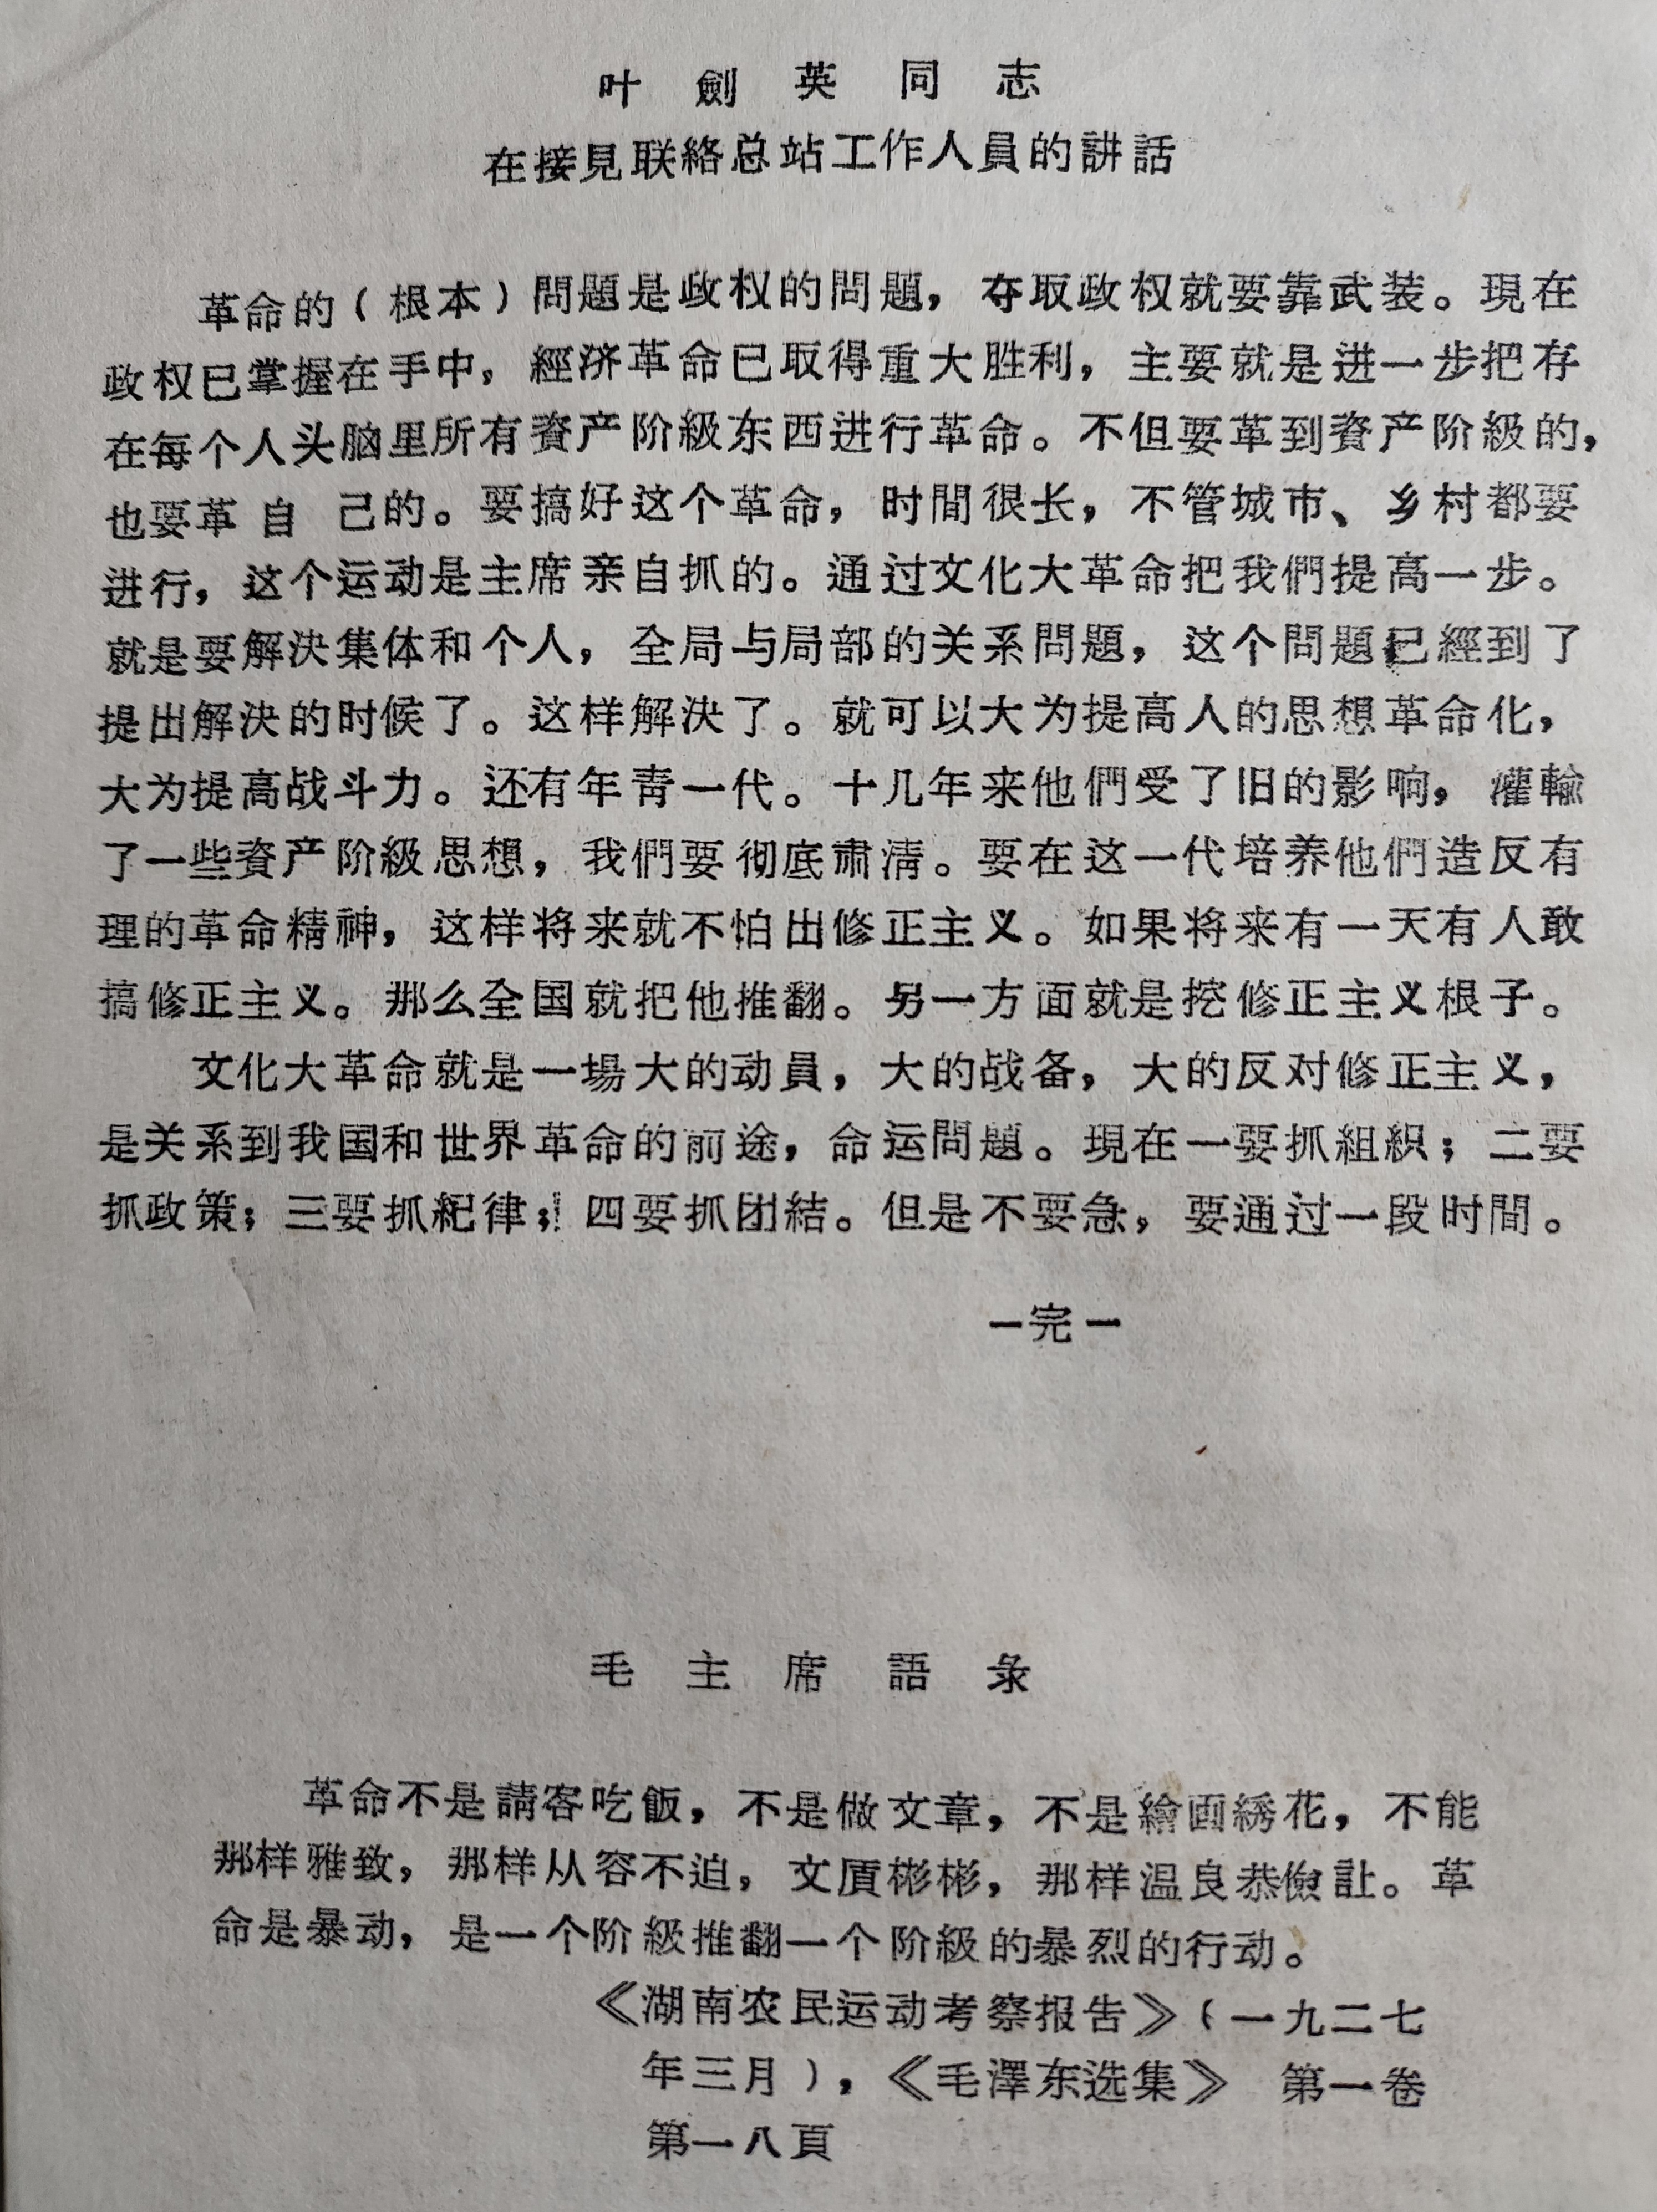 叶劍英同志
在接見联絡总站工作人員的講話
革命的（根本）問題是政权的問題，夺取政权就要靠武装。現在
政权已掌握在手中，經济革命已取得重大胜利，主要就是进一步把存
在每个人头脑里所有資产阶級东西进行革命。不但要革到資产阶級的，
也要革自己的。要搞好这个革命，时間很长，不管城市、乡村都要
进行，这个运动是主席亲自抓的。通过文化大革命把我們提高一步。
就是要解决集体和个人，全局与局部的关系問題，这个問題已經到了
提出解决的时候了。这样解决了。就可以大为提高人的思想革命化，
大为提高战斗力。还有年青一代。十几年来他們受了旧的影响，灌輸
了一些資产阶級思想，我們要彻底肃清。要在这一代培养他們造反有
理的革命精神，这样将来就不怕出修正主义。如果将来有一天有人敢
搞修正主义。那么全国就把他推翻。另一方面就是挖修正主义根子。
文化大革命就是一場大的动員，大的战备，大的反对修正主义，
是关系到我国和世界革命的前途，命运問題。現在一要抓組織；二要
抓政策；三要抓紀律；四要抓团結。但是不要急，要通过一段时間。
—完—
毛主席語录
革命不是請客吃飯，不是做文章，不是繪画綉花，不能
那样雅致，那样从容不迫，文质彬彬，那样温良恭儉让。革
命是暴动，是一个阶級推翻一个阶級的暴烈的行动。
《湖南农民运动考察报告》（一九二七
年三月），《毛澤东选集》第一卷
第一八頁